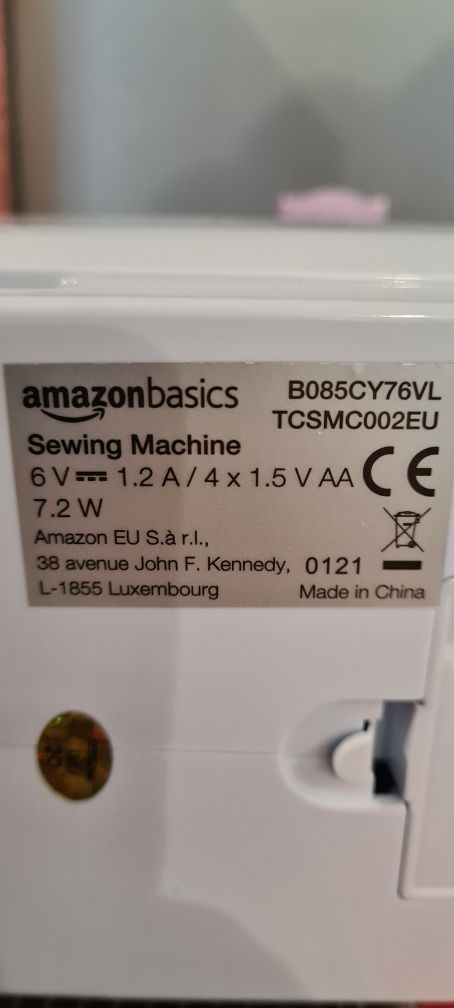 amazonbasics B085CY76VL
TCSMC002EU
Sewing Machine
6 V ⎓ 1.2 A / 4 x 1.5 V AA CE
7.2 W
Amazon EU S.à r.l.,
38 avenue John F. Kennedy, 0121
L-1855 Luxembourg Made in China